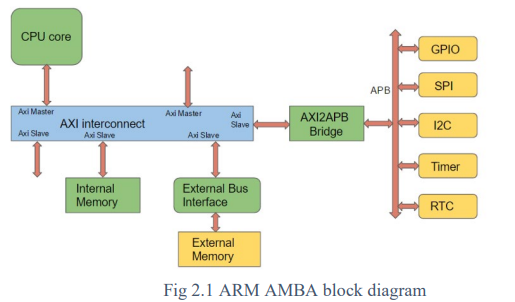 CPU core
GPIO
SPI
APB
I2C
Timer
RTC
Axi Master
Axi Master
Axi
Slave
AXI interconnect
Axi Slave
Axi Slave
Axi Slave
AXI2APB
Bridge
Internal
Memory
External Bus
Interface
External
Memory
Fig 2.1 ARM AMBA block diagram